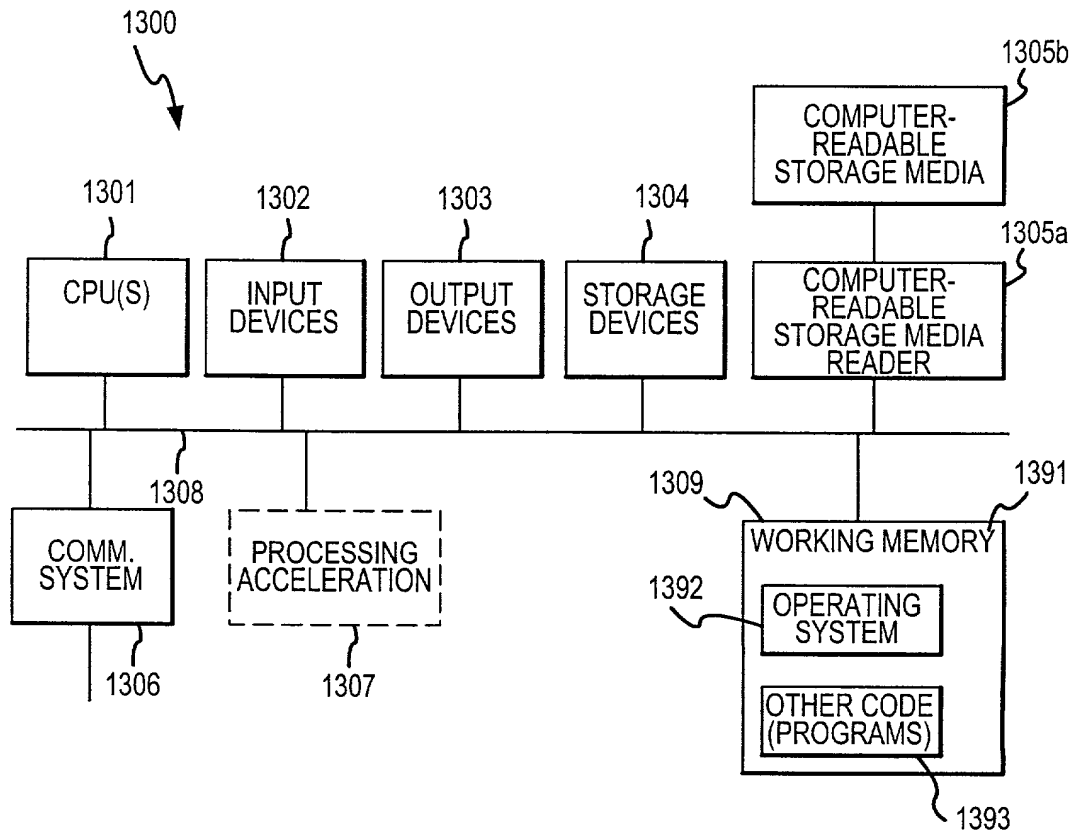 1300
1305b
COMPUTER-
READABLE
STORAGE MEDIA
1301
1302
1303
1304
1305a
CPU(S)
INPUT
DEVICES
OUTPUT
DEVICES
STORAGE
DEVICES
COMPUTER-
READABLE
STORAGE MEDIA
READER
1308
1309
1391
COMM.
SYSTEM
PROCESSING
ACCELERATION
WORKING MEMORY
1392
OPERATING
SYSTEM
1306
1307
OTHER CODE
(PROGRAMS)
1393